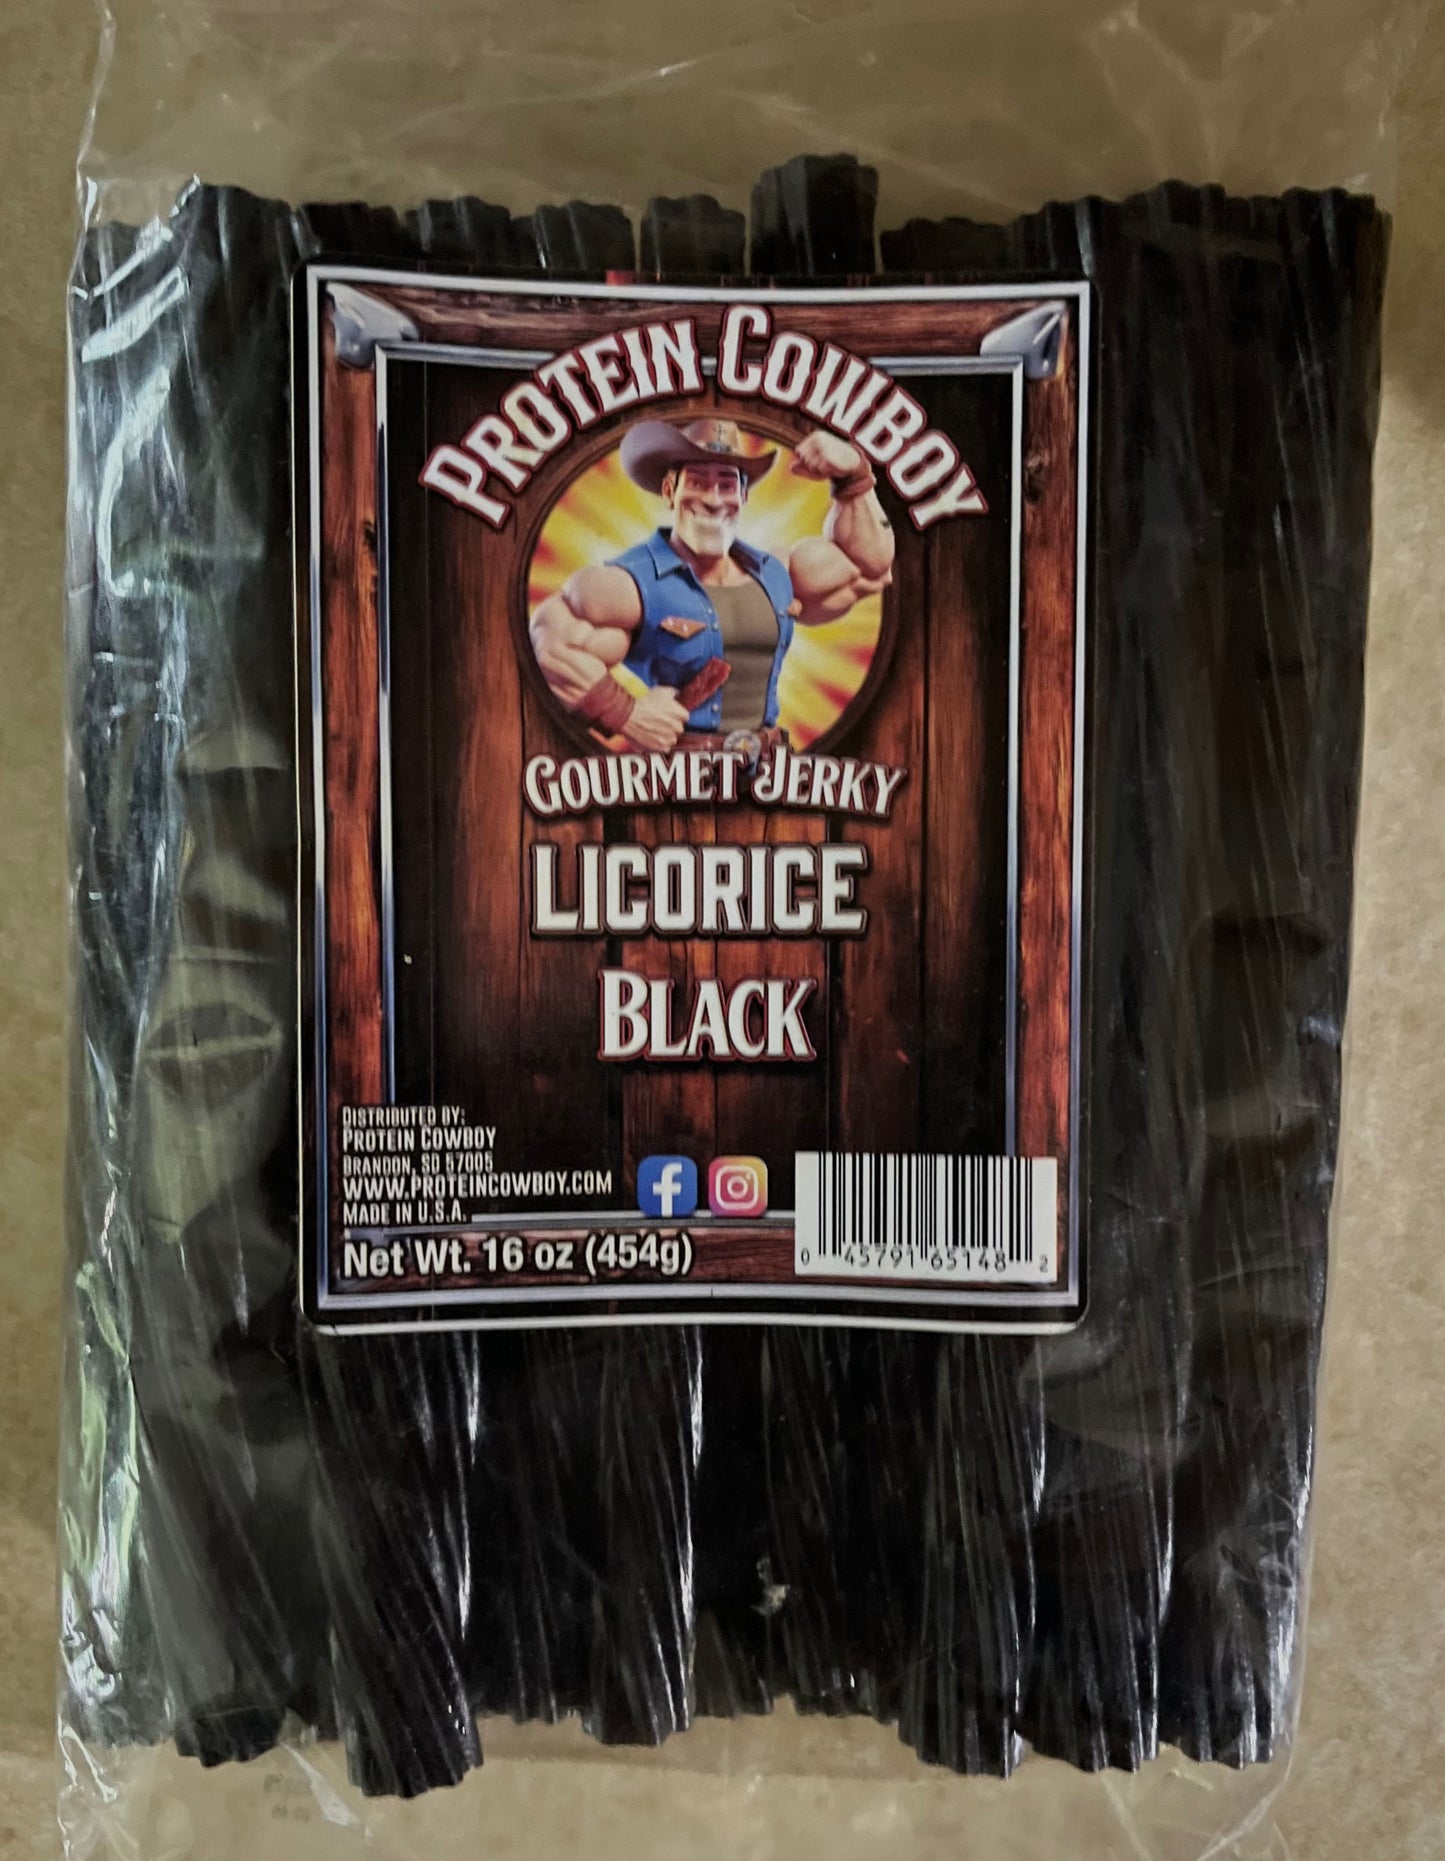 Protein Cowboy
Gourmet Jerky
LICORICE
Black
Distributed by:
Protein Cowboy
Brandon, SD 57005
www.proteincowboy.com
Made in U.S.A.
Net Wt. 16 oz (454g)
0 45791 65148 2